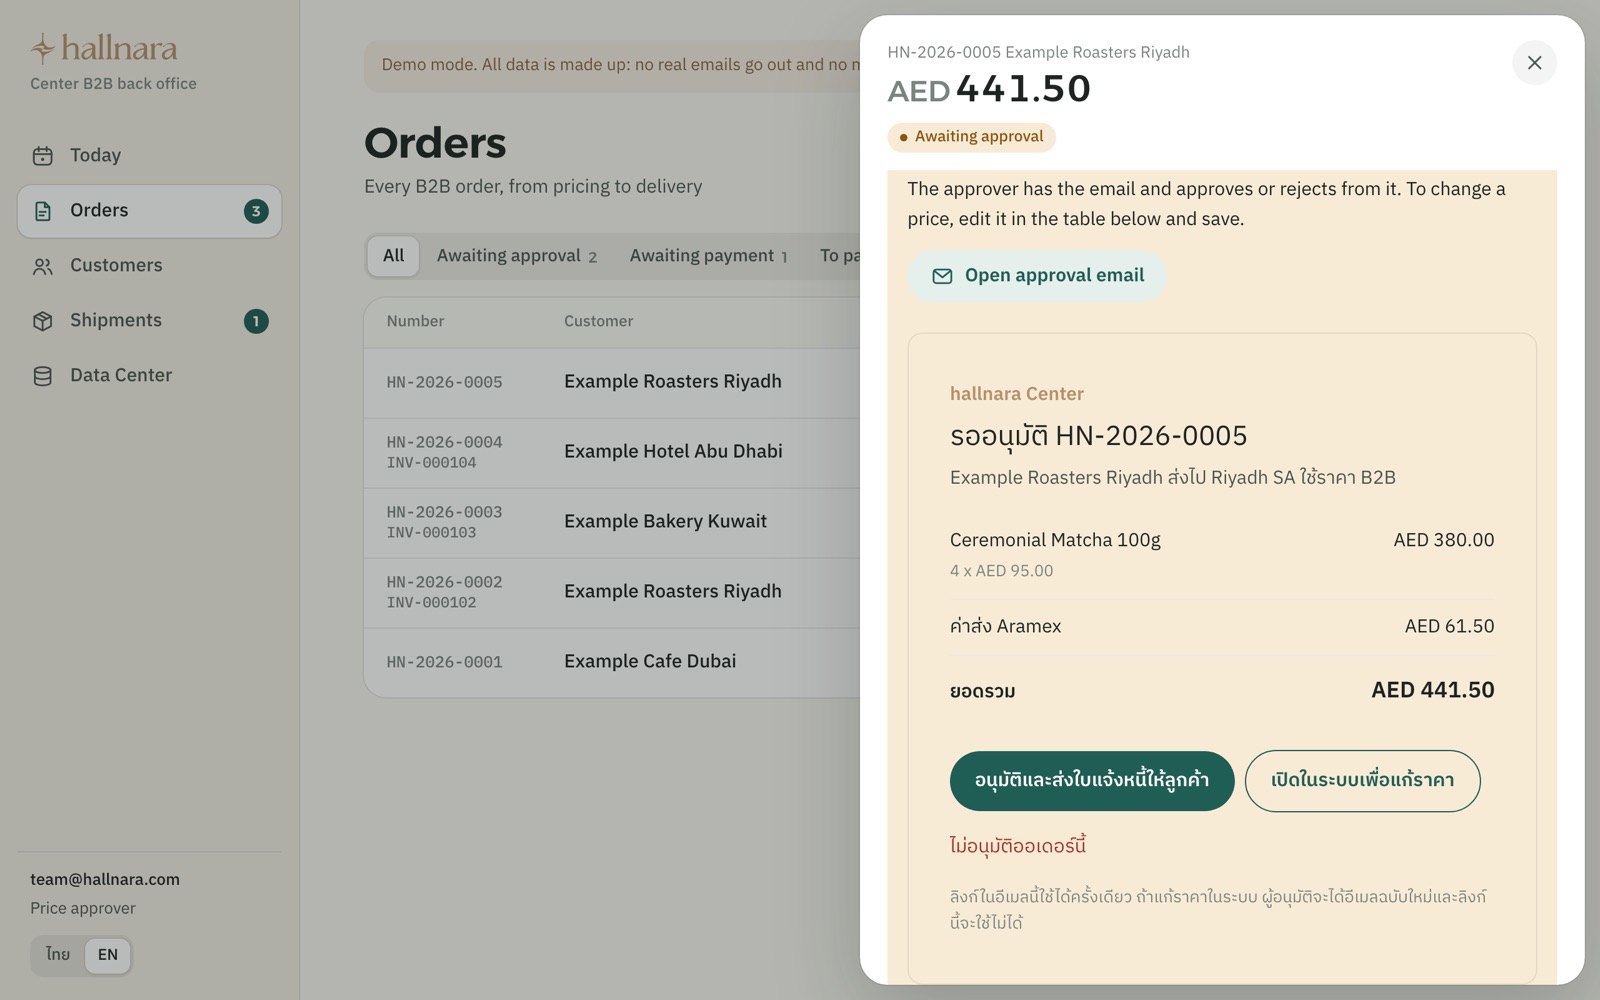 hallnara
Center B2B back office
Today
Orders 3
Customers
Shipments 1
Data Center
team@hallnara.com
Price approver
ไทย EN
Demo mode. All data is made up: no real emails go out and no
Orders
Every B2B order, from pricing to delivery
All Awaiting approval 2 Awaiting payment 1 To
Number Customer
HN-2026-0005 Example Roasters Riyadh
HN-2026-0004 Example Hotel Abu Dhabi
INV-000104
HN-2026-0003 Example Bakery Kuwait
INV-000103
HN-2026-0002 Example Roasters Riyadh
INV-000102
HN-2026-0001 Example Cafe Dubai
HN-2026-0005 Example Roasters Riyadh
AED 441.50
Awaiting approval
The approver has the email and approves or rejects from it. To change a
price, edit it in the table below and save.
Open approval email
hallnara Center
รออนุมัติ HN-2026-0005
Example Roasters Riyadh ส่งไป Riyadh SA ใช้ราคา B2B
Ceremonial Matcha 100g AED 380.00
4 x AED 95.00
ค่าส่ง Aramex AED 61.50
ยอดรวม AED 441.50
อนุมัติและส่งใบแจ้งหนี้ให้ลูกค้า เปิดในระบบเพื่อแก้ราคา
ไม่อนุมัติออเดอร์นี้
ลิงก์ในอีเมลนี้ใช้ได้ครั้งเดียว ถ้าแก้ราคาในระบบ ผู้อนุมัติจะได้อีเมลฉบับใหม่และลิงก์
นี้จะใช้ไม่ได้